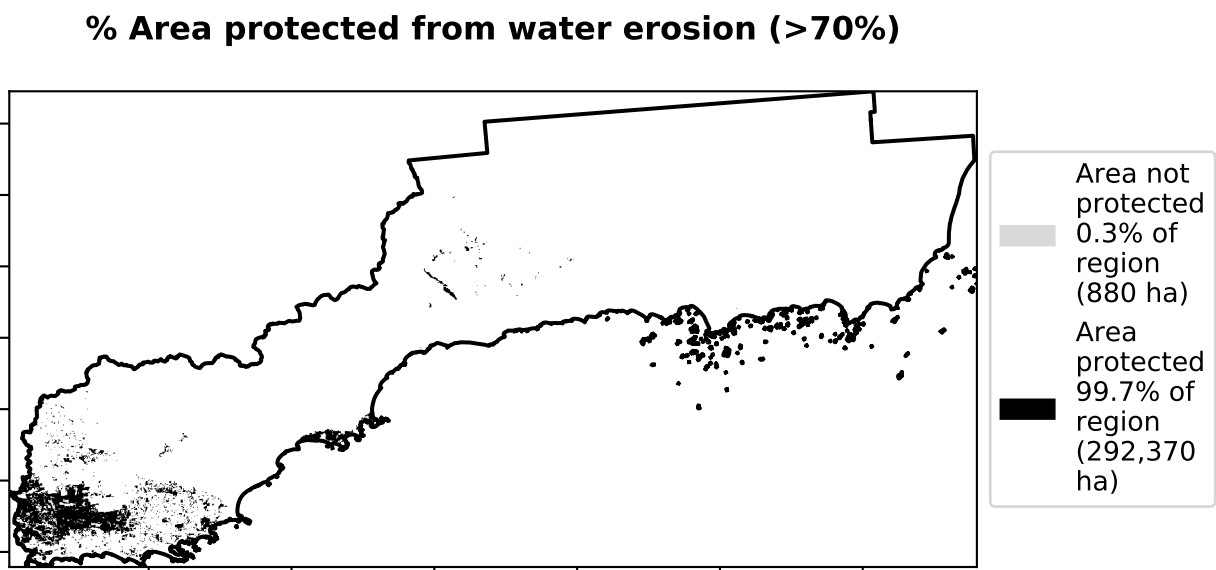 % Area protected from water erosion (>70%)
Area not
protected
0.3% of
region
(880 ha)
Area
protected
99.7% of
region
(292,370
ha)